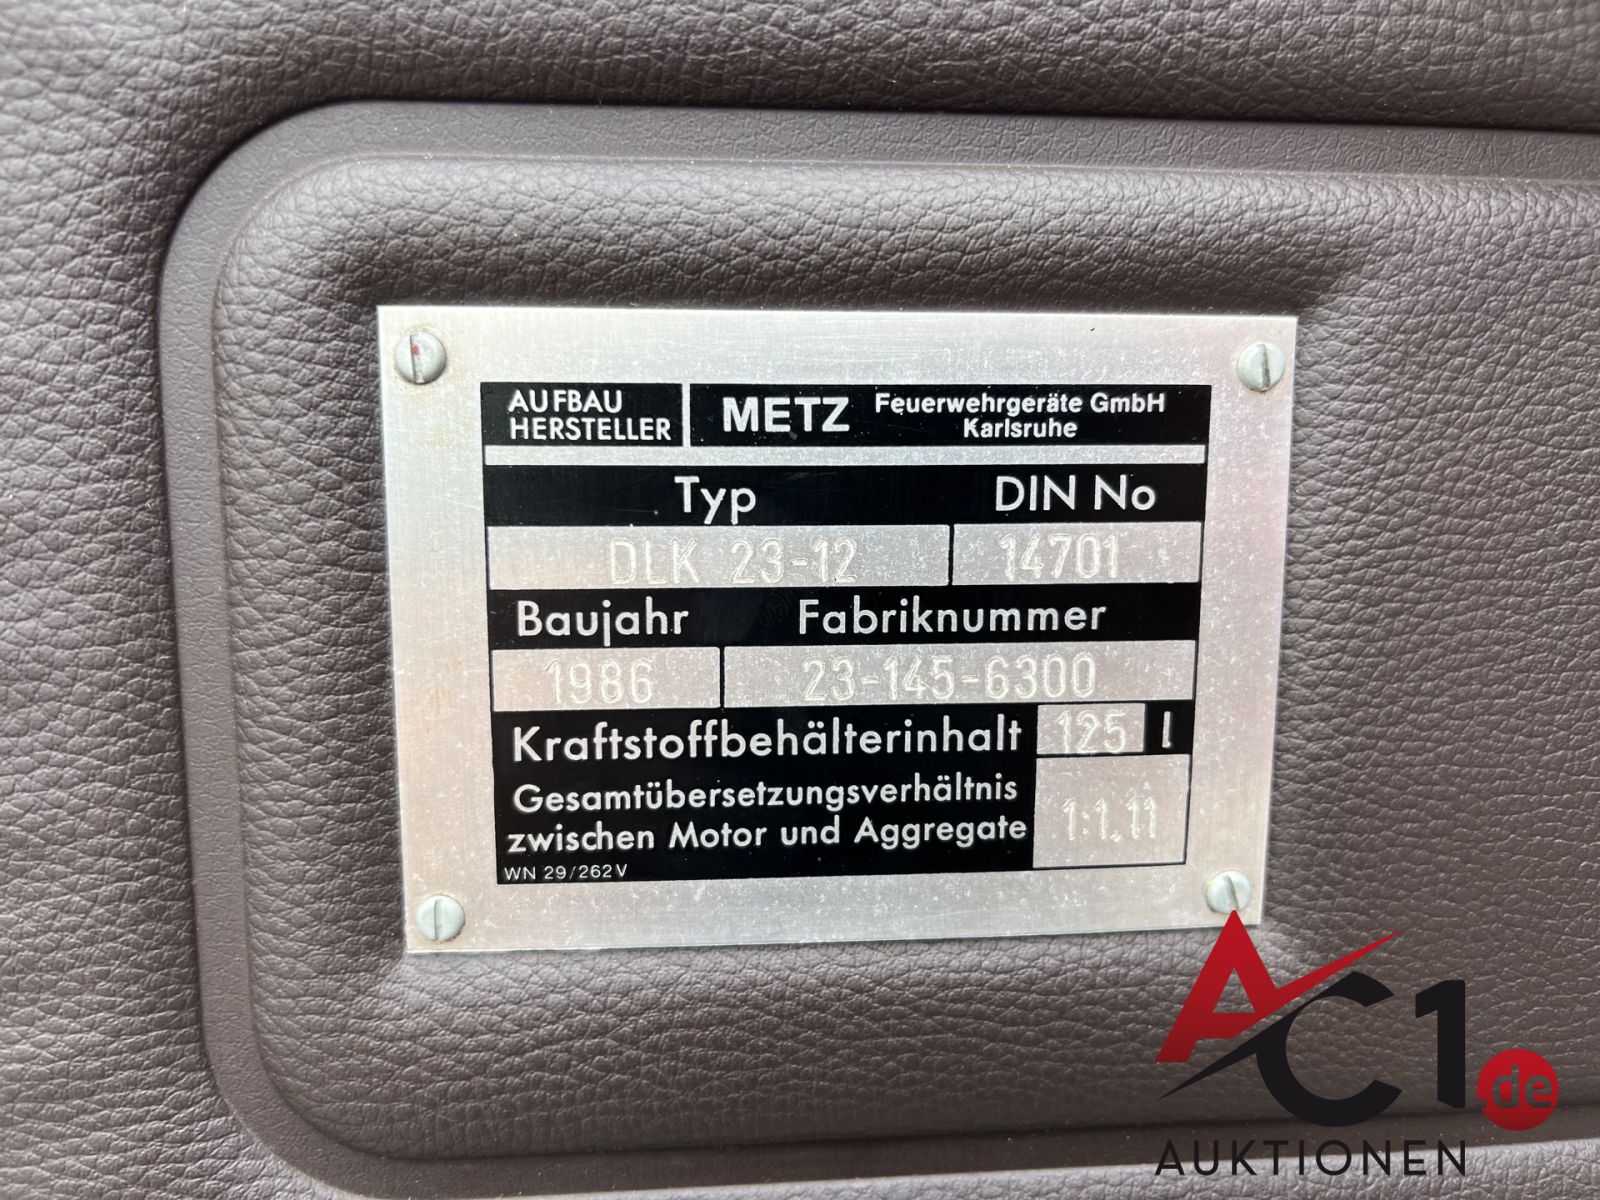 AUFBAU
HERSTELLER
METZ
Feuerwehrgeräte GmbH
Karlsruhe
Typ DIN No
DLK 23-12 14701
Baujahr Fabriknummer
1986 23-145-6300
Kraftstoffbehälterinhalt 125 l
Gesamtübersetzungsverhältnis
zwischen Motor und Aggregate 1:1,11
WN 29/262 V
AC1.de
AUKTIONEN